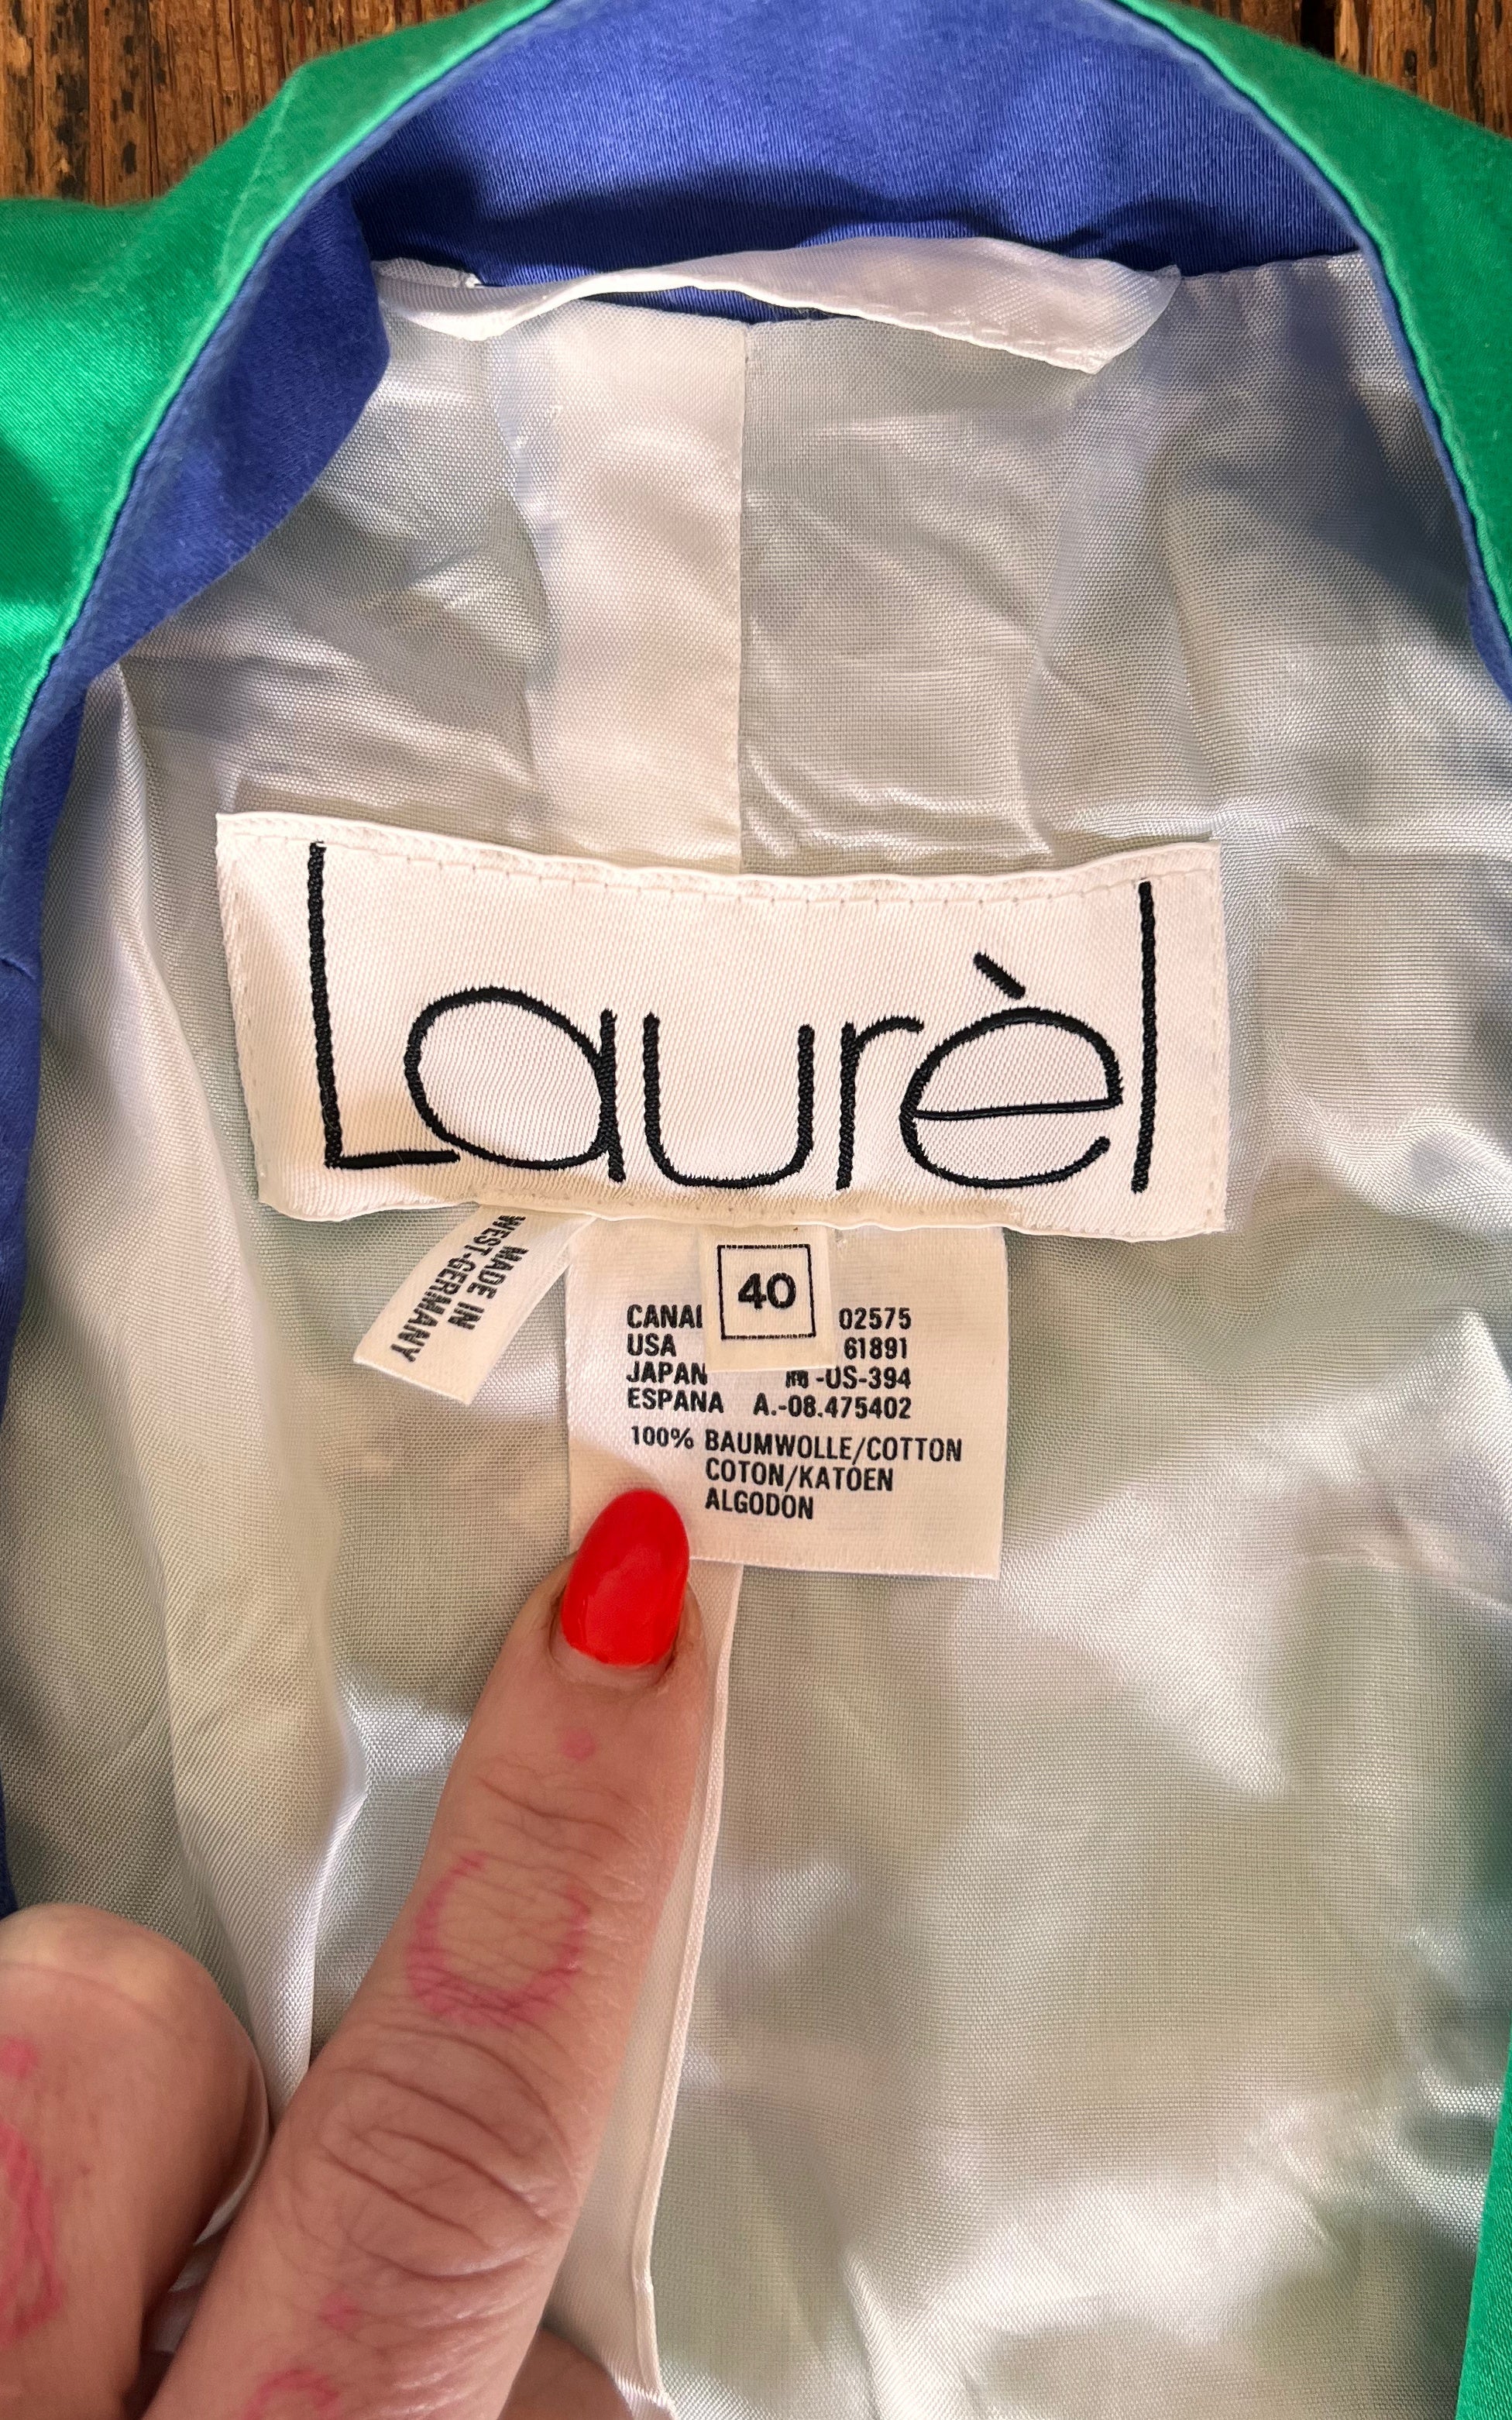 Laurèl
MADE IN
WEST-GERMANY
40
CANA 02575
USA 61891
JAPAN -US-394
ESPANA A.-08.475402
100% BAUMWOLLE/COTTON
COTON/KATOEN
ALGODON